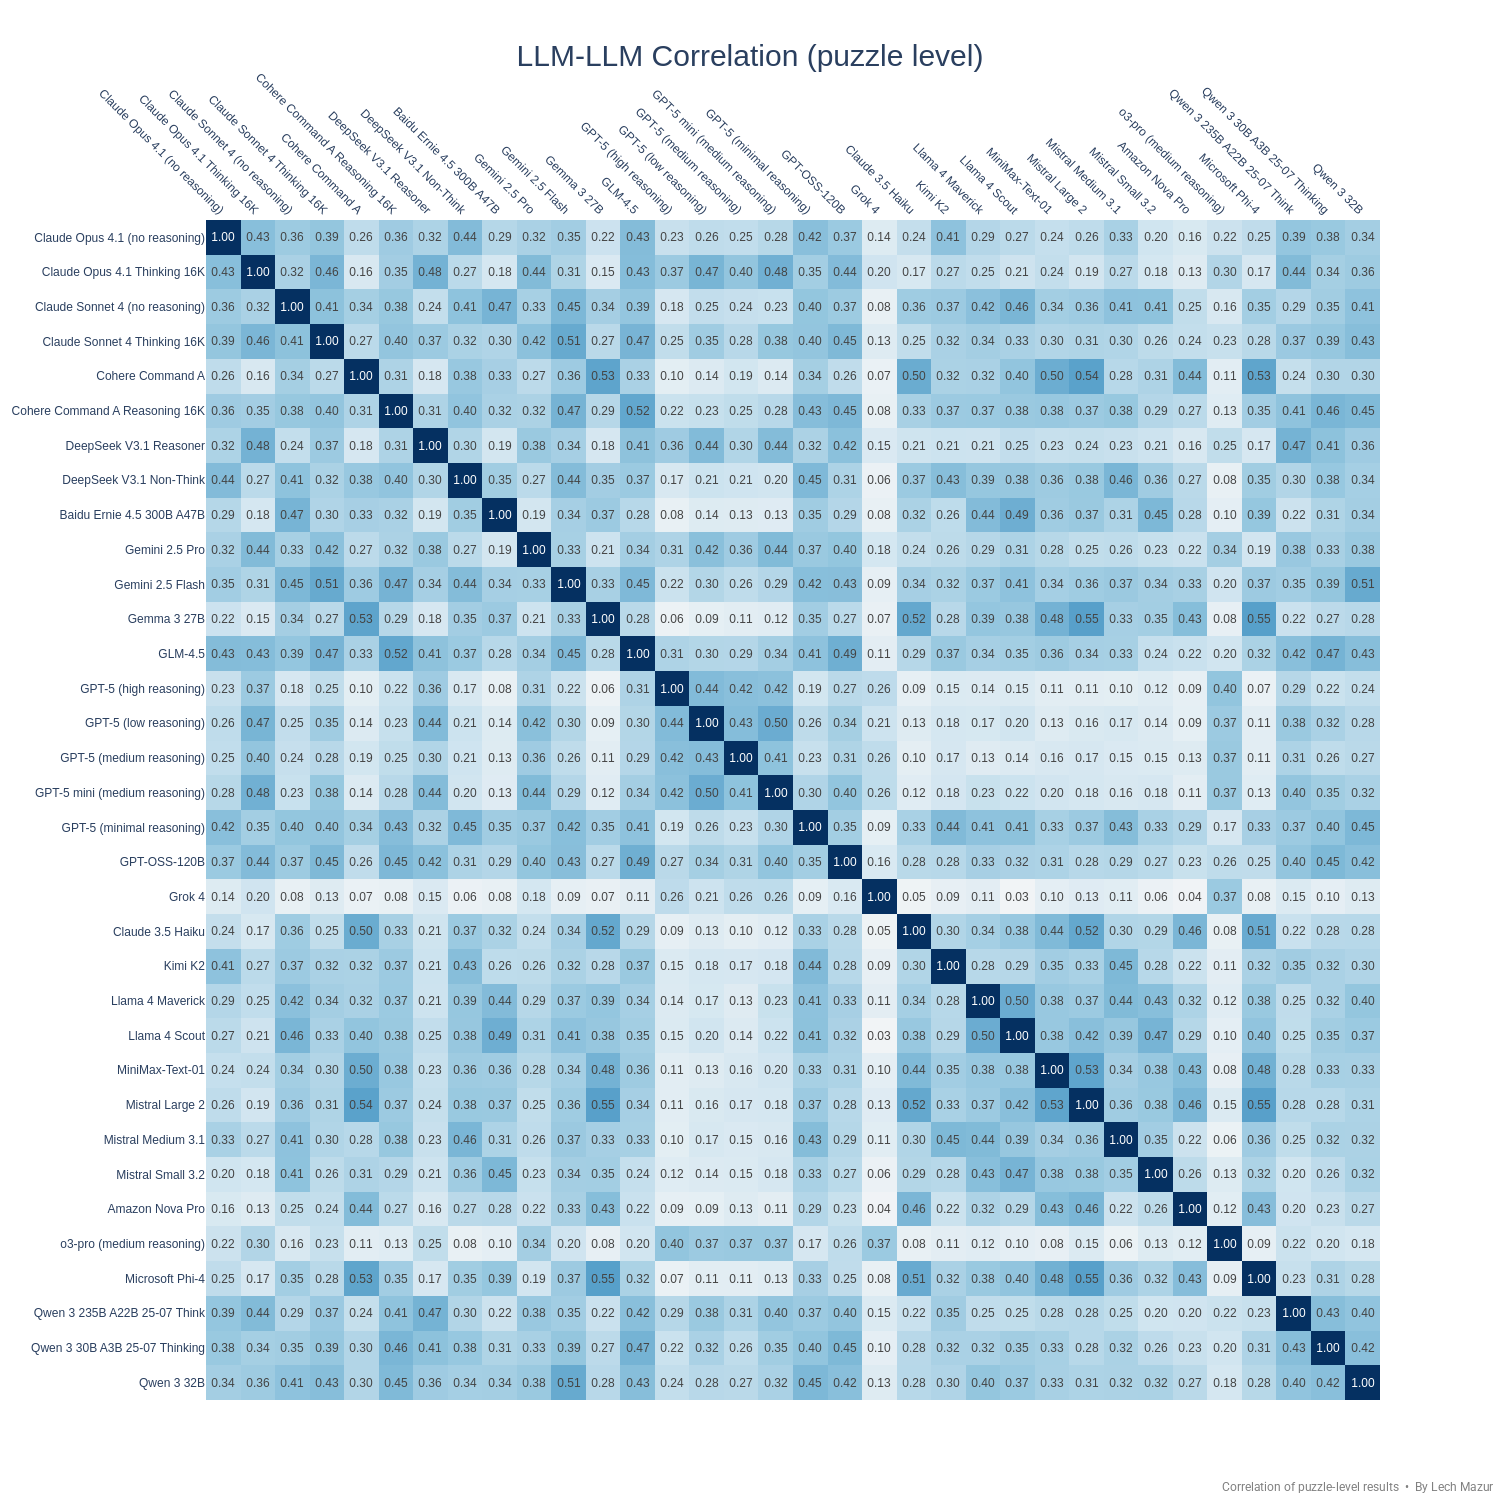 LLM-LLM Correlation (puzzle level)
Claude Opus 4.1 (no reasoning)
Claude Opus 4.1 Thinking 16K
Claude Sonnet 4 (no reasoning)
Claude Sonnet 4 Thinking 16K
Cohere Command A
Cohere Command A Reasoning 16K
DeepSeek V3.1 Reasoner
DeepSeek V3.1 Non-Think
Baidu Ernie 4.5 300B A47B
Gemini 2.5 Pro
Gemini 2.5 Flash
Gemma 3 27B
GLM-4.5
GPT-5 (high reasoning)
GPT-5 (low reasoning)
GPT-5 (medium reasoning)
GPT-5 mini (medium reasoning)
GPT-5 (minimal reasoning)
GPT-OSS-120B
Grok 4
Claude 3.5 Haiku
Kimi K2
Llama 4 Maverick
Llama 4 Scout
MiniMax-Text-01
Mistral Large 2
Mistral Medium 3.1
Mistral Small 3.2
Amazon Nova Pro
o3-pro (medium reasoning)
Microsoft Phi-4
Qwen 3 235B A22B 25-07 Think
Qwen 3 30B A3B 25-07 Thinking
Qwen 3 32B
Claude Opus 4.1 (no reasoning) 1.00 0.43 0.36 0.39 0.26 0.36 0.32 0.44 0.29 0.32 0.35 0.22 0.43 0.23 0.26 0.25 0.28 0.42 0.37 0.14 0.24 0.41 0.29 0.27 0.24 0.26 0.33 0.20 0.16 0.22 0.25 0.39 0.38 0.34
Claude Opus 4.1 Thinking 16K 0.43 1.00 0.32 0.46 0.16 0.35 0.48 0.27 0.18 0.44 0.31 0.15 0.43 0.37 0.47 0.40 0.48 0.35 0.44 0.20 0.17 0.27 0.25 0.21 0.24 0.19 0.27 0.18 0.13 0.30 0.17 0.44 0.34 0.36
Claude Sonnet 4 (no reasoning) 0.36 0.32 1.00 0.41 0.34 0.38 0.24 0.41 0.47 0.33 0.45 0.34 0.39 0.18 0.25 0.24 0.23 0.40 0.37 0.08 0.36 0.37 0.42 0.46 0.34 0.36 0.41 0.41 0.25 0.16 0.35 0.29 0.35 0.41
Claude Sonnet 4 Thinking 16K 0.39 0.46 0.41 1.00 0.27 0.40 0.37 0.32 0.30 0.42 0.51 0.27 0.47 0.25 0.35 0.28 0.38 0.40 0.45 0.13 0.25 0.32 0.34 0.33 0.30 0.31 0.30 0.26 0.24 0.23 0.28 0.37 0.39 0.43
Cohere Command A 0.26 0.16 0.34 0.27 1.00 0.31 0.18 0.38 0.33 0.27 0.36 0.53 0.33 0.10 0.14 0.19 0.14 0.34 0.26 0.07 0.50 0.32 0.32 0.40 0.50 0.54 0.28 0.31 0.44 0.11 0.53 0.24 0.30 0.30
Cohere Command A Reasoning 16K 0.36 0.35 0.38 0.40 0.31 1.00 0.31 0.40 0.32 0.32 0.47 0.29 0.52 0.22 0.23 0.25 0.28 0.43 0.45 0.08 0.33 0.37 0.37 0.38 0.38 0.37 0.38 0.29 0.27 0.13 0.35 0.41 0.46 0.45
DeepSeek V3.1 Reasoner 0.32 0.48 0.24 0.37 0.18 0.31 1.00 0.30 0.19 0.38 0.34 0.18 0.41 0.36 0.44 0.30 0.44 0.32 0.42 0.15 0.21 0.21 0.21 0.25 0.23 0.24 0.23 0.21 0.16 0.25 0.17 0.47 0.41 0.36
DeepSeek V3.1 Non-Think 0.44 0.27 0.41 0.32 0.38 0.40 0.30 1.00 0.35 0.27 0.44 0.35 0.37 0.17 0.21 0.21 0.20 0.45 0.31 0.06 0.37 0.43 0.39 0.38 0.36 0.38 0.46 0.36 0.27 0.08 0.35 0.30 0.38 0.34
Baidu Ernie 4.5 300B A47B 0.29 0.18 0.47 0.30 0.33 0.32 0.19 0.35 1.00 0.19 0.34 0.37 0.28 0.08 0.14 0.13 0.13 0.35 0.29 0.08 0.32 0.26 0.44 0.49 0.36 0.37 0.31 0.45 0.28 0.10 0.39 0.22 0.31 0.34
Gemini 2.5 Pro 0.32 0.44 0.33 0.42 0.27 0.32 0.38 0.27 0.19 1.00 0.33 0.21 0.34 0.31 0.42 0.36 0.44 0.37 0.40 0.18 0.24 0.26 0.29 0.31 0.28 0.25 0.26 0.23 0.22 0.34 0.19 0.38 0.33 0.38
Gemini 2.5 Flash 0.35 0.31 0.45 0.51 0.36 0.47 0.34 0.44 0.34 0.33 1.00 0.33 0.45 0.22 0.30 0.26 0.29 0.42 0.43 0.09 0.34 0.32 0.37 0.41 0.34 0.36 0.37 0.34 0.33 0.20 0.37 0.35 0.39 0.51
Gemma 3 27B 0.22 0.15 0.34 0.27 0.53 0.29 0.18 0.35 0.37 0.21 0.33 1.00 0.28 0.06 0.09 0.11 0.12 0.35 0.27 0.07 0.52 0.28 0.39 0.38 0.48 0.55 0.33 0.35 0.43 0.08 0.55 0.22 0.27 0.28
GLM-4.5 0.43 0.43 0.39 0.47 0.33 0.52 0.41 0.37 0.28 0.34 0.45 0.28 1.00 0.31 0.30 0.29 0.34 0.41 0.49 0.11 0.29 0.37 0.34 0.35 0.36 0.34 0.33 0.24 0.22 0.20 0.32 0.42 0.47 0.43
GPT-5 (high reasoning) 0.23 0.37 0.18 0.25 0.10 0.22 0.36 0.17 0.08 0.31 0.22 0.06 0.31 1.00 0.44 0.42 0.42 0.19 0.27 0.26 0.09 0.15 0.14 0.15 0.11 0.11 0.10 0.12 0.09 0.40 0.07 0.29 0.22 0.24
GPT-5 (low reasoning) 0.26 0.47 0.25 0.35 0.14 0.23 0.44 0.21 0.14 0.42 0.30 0.09 0.30 0.44 1.00 0.43 0.50 0.26 0.34 0.21 0.13 0.18 0.17 0.20 0.13 0.16 0.17 0.14 0.09 0.37 0.11 0.38 0.32 0.28
GPT-5 (medium reasoning) 0.25 0.40 0.24 0.28 0.19 0.25 0.30 0.21 0.13 0.36 0.26 0.11 0.29 0.42 0.43 1.00 0.41 0.23 0.31 0.26 0.10 0.17 0.13 0.14 0.16 0.17 0.15 0.15 0.13 0.37 0.11 0.31 0.26 0.27
GPT-5 mini (medium reasoning) 0.28 0.48 0.23 0.38 0.14 0.28 0.44 0.20 0.13 0.44 0.29 0.12 0.34 0.42 0.50 0.41 1.00 0.30 0.40 0.26 0.12 0.18 0.23 0.22 0.20 0.18 0.16 0.18 0.11 0.37 0.13 0.40 0.35 0.32
GPT-5 (minimal reasoning) 0.42 0.35 0.40 0.40 0.34 0.43 0.32 0.45 0.35 0.37 0.42 0.35 0.41 0.19 0.26 0.23 0.30 1.00 0.35 0.09 0.33 0.44 0.41 0.41 0.33 0.37 0.43 0.33 0.29 0.17 0.33 0.37 0.40 0.45
GPT-OSS-120B 0.37 0.44 0.37 0.45 0.26 0.45 0.42 0.31 0.29 0.40 0.43 0.27 0.49 0.27 0.34 0.31 0.40 0.35 1.00 0.16 0.28 0.28 0.33 0.32 0.31 0.28 0.29 0.27 0.23 0.26 0.25 0.40 0.45 0.42
Grok 4 0.14 0.20 0.08 0.13 0.07 0.08 0.15 0.06 0.08 0.18 0.09 0.07 0.11 0.26 0.21 0.26 0.26 0.09 0.16 1.00 0.05 0.09 0.11 0.03 0.10 0.13 0.11 0.06 0.04 0.37 0.08 0.15 0.10 0.13
Claude 3.5 Haiku 0.24 0.17 0.36 0.25 0.50 0.33 0.21 0.37 0.32 0.24 0.34 0.52 0.29 0.09 0.13 0.10 0.12 0.33 0.28 0.05 1.00 0.30 0.34 0.38 0.44 0.52 0.30 0.29 0.46 0.08 0.51 0.22 0.28 0.28
Kimi K2 0.41 0.27 0.37 0.32 0.32 0.37 0.21 0.43 0.26 0.26 0.32 0.28 0.37 0.15 0.18 0.17 0.18 0.44 0.28 0.09 0.30 1.00 0.28 0.29 0.35 0.33 0.45 0.28 0.22 0.11 0.32 0.35 0.32 0.30
Llama 4 Maverick 0.29 0.25 0.42 0.34 0.32 0.37 0.21 0.39 0.44 0.29 0.37 0.39 0.34 0.14 0.17 0.13 0.23 0.41 0.33 0.11 0.34 0.28 1.00 0.50 0.38 0.37 0.44 0.43 0.32 0.12 0.38 0.25 0.32 0.40
Llama 4 Scout 0.27 0.21 0.46 0.33 0.40 0.38 0.25 0.38 0.49 0.31 0.41 0.38 0.35 0.15 0.20 0.14 0.22 0.41 0.32 0.03 0.38 0.29 0.50 1.00 0.38 0.42 0.39 0.47 0.29 0.10 0.40 0.25 0.35 0.37
MiniMax-Text-01 0.24 0.24 0.34 0.30 0.50 0.38 0.23 0.36 0.36 0.28 0.34 0.48 0.36 0.11 0.13 0.16 0.20 0.33 0.31 0.10 0.44 0.35 0.38 0.38 1.00 0.53 0.34 0.38 0.43 0.08 0.48 0.28 0.33 0.33
Mistral Large 2 0.26 0.19 0.36 0.31 0.54 0.37 0.24 0.38 0.37 0.25 0.36 0.55 0.34 0.11 0.16 0.17 0.18 0.37 0.28 0.13 0.52 0.33 0.37 0.42 0.53 1.00 0.36 0.38 0.46 0.15 0.55 0.28 0.28 0.31
Mistral Medium 3.1 0.33 0.27 0.41 0.30 0.28 0.38 0.23 0.46 0.31 0.26 0.37 0.33 0.33 0.10 0.17 0.15 0.16 0.43 0.29 0.11 0.30 0.45 0.44 0.39 0.34 0.36 1.00 0.35 0.22 0.06 0.36 0.25 0.32 0.32
Mistral Small 3.2 0.20 0.18 0.41 0.26 0.31 0.29 0.21 0.36 0.45 0.23 0.34 0.35 0.24 0.12 0.14 0.15 0.18 0.33 0.27 0.06 0.29 0.28 0.43 0.47 0.38 0.38 0.35 1.00 0.26 0.13 0.32 0.20 0.26 0.32
Amazon Nova Pro 0.16 0.13 0.25 0.24 0.44 0.27 0.16 0.27 0.28 0.22 0.33 0.43 0.22 0.09 0.09 0.13 0.11 0.29 0.23 0.04 0.46 0.22 0.32 0.29 0.43 0.46 0.22 0.26 1.00 0.12 0.43 0.20 0.23 0.27
o3-pro (medium reasoning) 0.22 0.30 0.16 0.23 0.11 0.13 0.25 0.08 0.10 0.34 0.20 0.08 0.20 0.40 0.37 0.37 0.37 0.17 0.26 0.37 0.08 0.11 0.12 0.10 0.08 0.15 0.06 0.13 0.12 1.00 0.09 0.22 0.20 0.18
Microsoft Phi-4 0.25 0.17 0.35 0.28 0.53 0.35 0.17 0.35 0.39 0.19 0.37 0.55 0.32 0.07 0.11 0.11 0.13 0.33 0.25 0.08 0.51 0.32 0.38 0.40 0.48 0.55 0.36 0.32 0.43 0.09 1.00 0.23 0.31 0.28
Qwen 3 235B A22B 25-07 Think 0.39 0.44 0.29 0.37 0.24 0.41 0.47 0.30 0.22 0.38 0.35 0.22 0.42 0.29 0.38 0.31 0.40 0.37 0.40 0.15 0.22 0.35 0.25 0.25 0.28 0.28 0.25 0.20 0.20 0.22 0.23 1.00 0.43 0.40
Qwen 3 30B A3B 25-07 Thinking 0.38 0.34 0.35 0.39 0.30 0.46 0.41 0.38 0.31 0.33 0.39 0.27 0.47 0.22 0.32 0.26 0.35 0.40 0.45 0.10 0.28 0.32 0.32 0.35 0.33 0.28 0.32 0.26 0.23 0.20 0.31 0.43 1.00 0.42
Qwen 3 32B 0.34 0.36 0.41 0.43 0.30 0.45 0.36 0.34 0.34 0.38 0.51 0.28 0.43 0.24 0.28 0.27 0.32 0.45 0.42 0.13 0.28 0.30 0.40 0.37 0.33 0.31 0.32 0.32 0.27 0.18 0.28 0.40 0.42 1.00
Correlation of puzzle-level results • By Lech Mazur